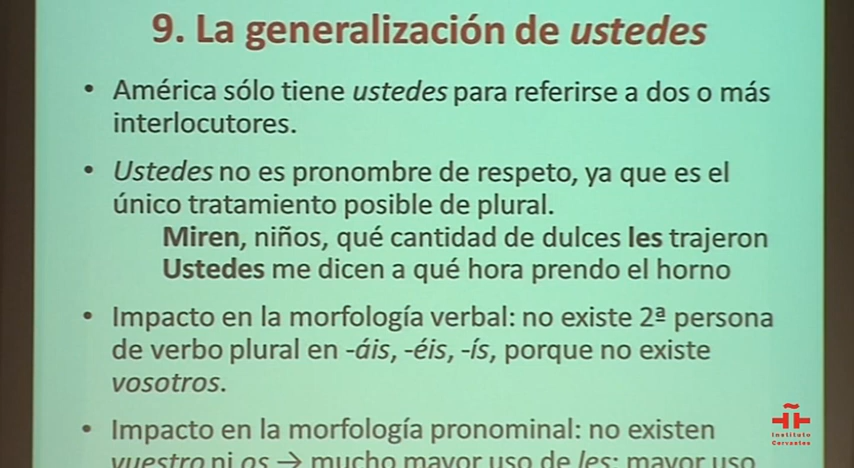 9. La generalización de ustedes
• América sólo tiene ustedes para referirse a dos o más
interlocutores.
• Ustedes no es pronombre de respeto, ya que es el
único tratamiento posible de plural.
Miren, niños, qué cantidad de dulces les trajeron
Ustedes me dicen a qué hora prendo el horno
• Impacto en la morfología verbal: no existe 2ª persona
de verbo plural en -áis, -éis, -ís, porque no existe
vosotros.
• Impacto en la morfología pronominal: no existen
vuestro ni os → mucho mayor uso de les: mayor uso
Instituto
Cervantes